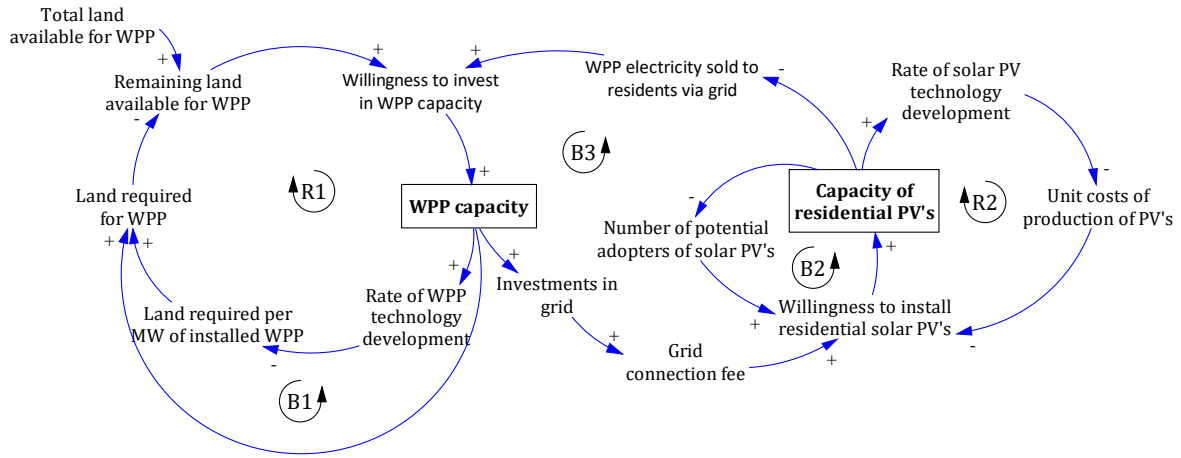 Total land
available for WPP
+
Remaining land
available for WPP
-
+
Willingness to invest
in WPP capacity
+
WPP electricity sold to
residents via grid
-
Rate of solar PV
technology
development
+
B3
R1
Land required
for WPP
+
+
+
WPP capacity
-
Number of potential
adopters of solar PV's
Capacity of
residential PV's
R2
-
Unit costs of
production of PV's
+
B2
+
+
Investments in
grid
Land required per
MW of installed WPP
-
Rate of WPP
technology
development
+
Willingness to install
residential solar PV's
-
+
Grid
connection fee
+
B1